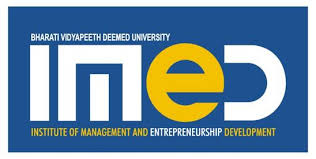 BHARATI VIDYAPEETH DEEMED UNIVERSITY
IMED
INSTITUTE OF MANAGEMENT AND ENTREPRENEURSHIP DEVELOPMENT